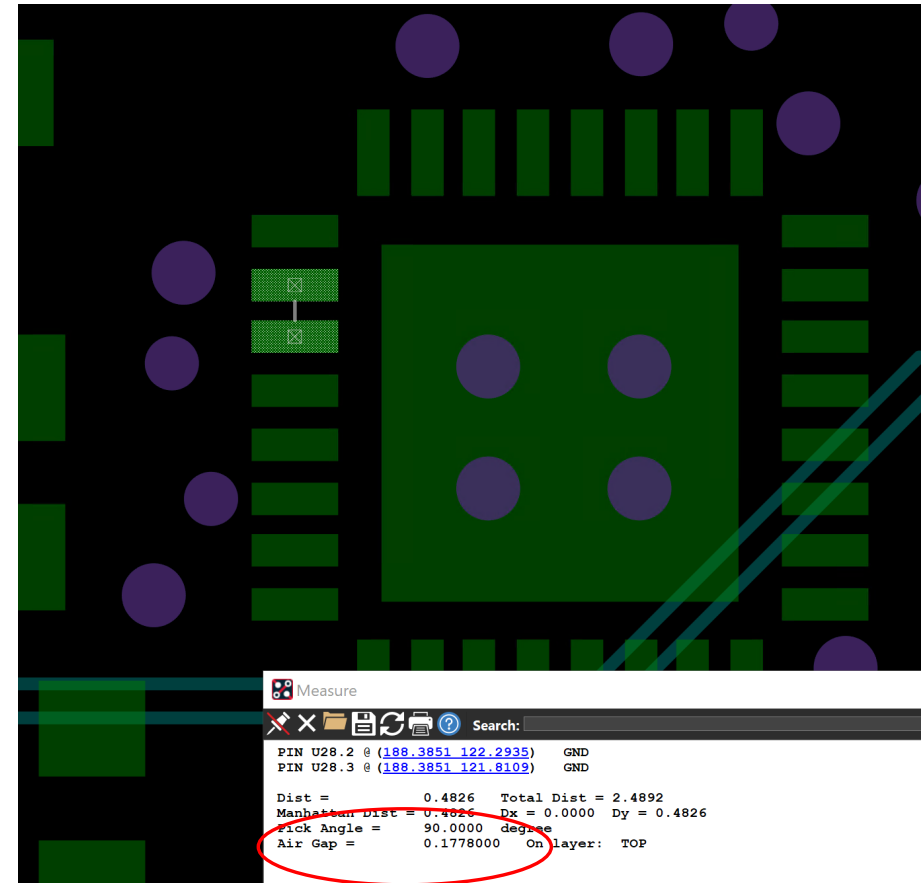 Measure
Search:
PIN U28.2 @ (188.3851 122.2935) GND
PIN U28.3 @ (188.3851 121.8109) GND
Dist = 0.4826 Total Dist = 2.4892
Manhattan Dist = 0.4826 Dx = 0.0000 Dy = 0.4826
Pick Angle = 90.0000 degree
Air Gap = 0.1778000 On layer: TOP